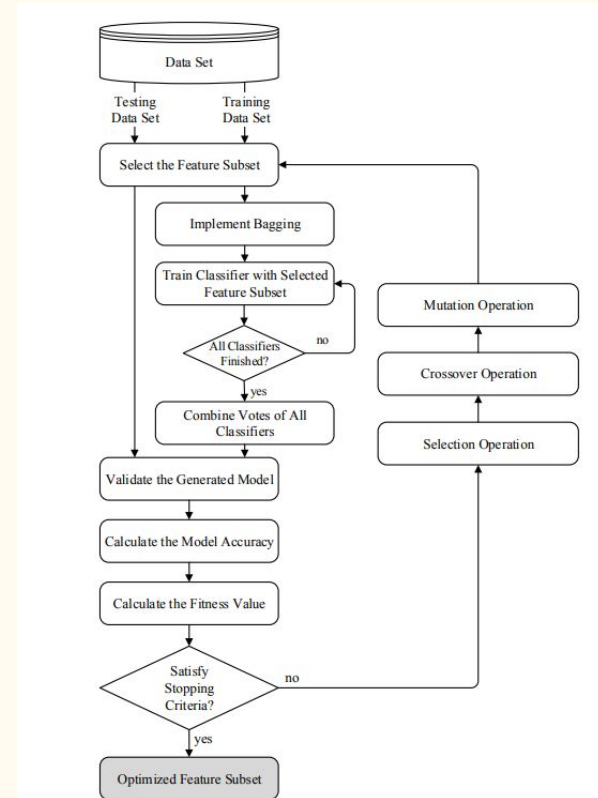 Data Set
Testing
Data Set
Training
Data Set
Select the Feature Subset
Implement Bagging
Train Classifier with Selected
Feature Subset
All Classifiers
Finished?
no
yes
Combine Votes of All
Classifiers
Mutation Operation
Crossover Operation
Selection Operation
Validate the Generated Model
Calculate the Model Accuracy
Calculate the Fitness Value
Satisfy
Stopping
Criteria?
no
yes
Optimized Feature Subset